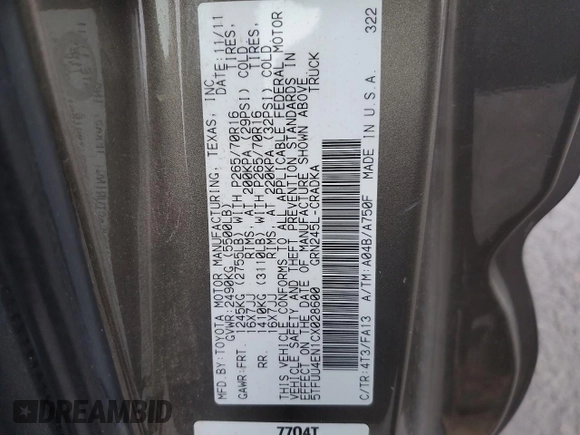 MFD.BY:TOYOTA MOTOR MANUFACTURING, TEXAS, INC.
GVWR:2490KG (5500LB) DATE:11/11
GAWR:FRT. 1245KG (2755LB) WITH P265/70R16 TIRES,
16X7JJ RIMS, AT 200KPA (29PSI) COLD
RR. 1410KG (3110LB) WITH P265/70R16 TIRES,
16X7JJ RIMS, AT 220KPA (32PSI) COLD
THIS VEHICLE CONFORMS TO ALL APPLICABLE FEDERAL MOTOR
VEHICLE SAFETY AND THEFT PREVENTION STANDARDS IN
EFFECT ON THE DATE OF MANUFACTURE SHOWN ABOVE.
5TFUU4EN1CX028600 GRN245L-CRADKA TRUCK
C/TR:4T3/FA13 A/TM:A04B/A750F MADE IN U.S.A. 322
7704T
EPICBID
EPICBID